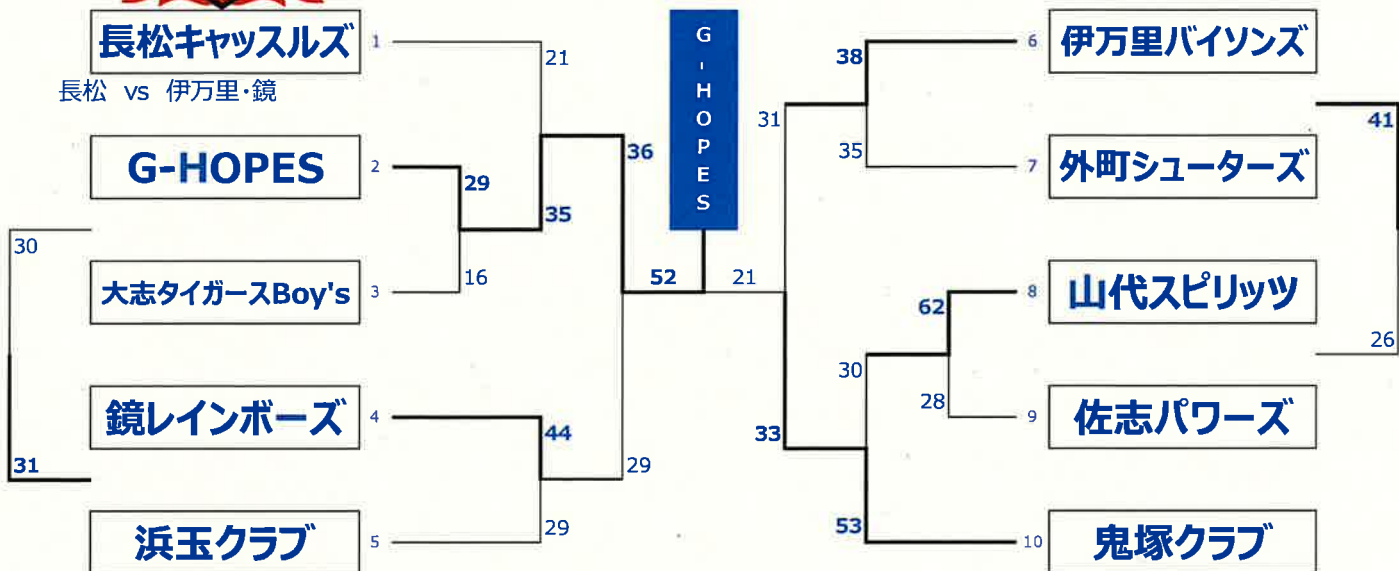 長松キャッスルズ
1
21
長松 vs 伊万里・鏡
G-HOPES
2
29
36
35
30
大志タイガースBoy's
3
16
鏡レインボーズ
4
44
31
29
浜玉クラブ
5
29
G-HOPES
52
21
38
6
伊万里バイソンズ
31
41
35
7
外町シューターズ
8
山代スピリッツ
62
26
30
28
9
佐志パワーズ
33
53
10
鬼塚クラブ